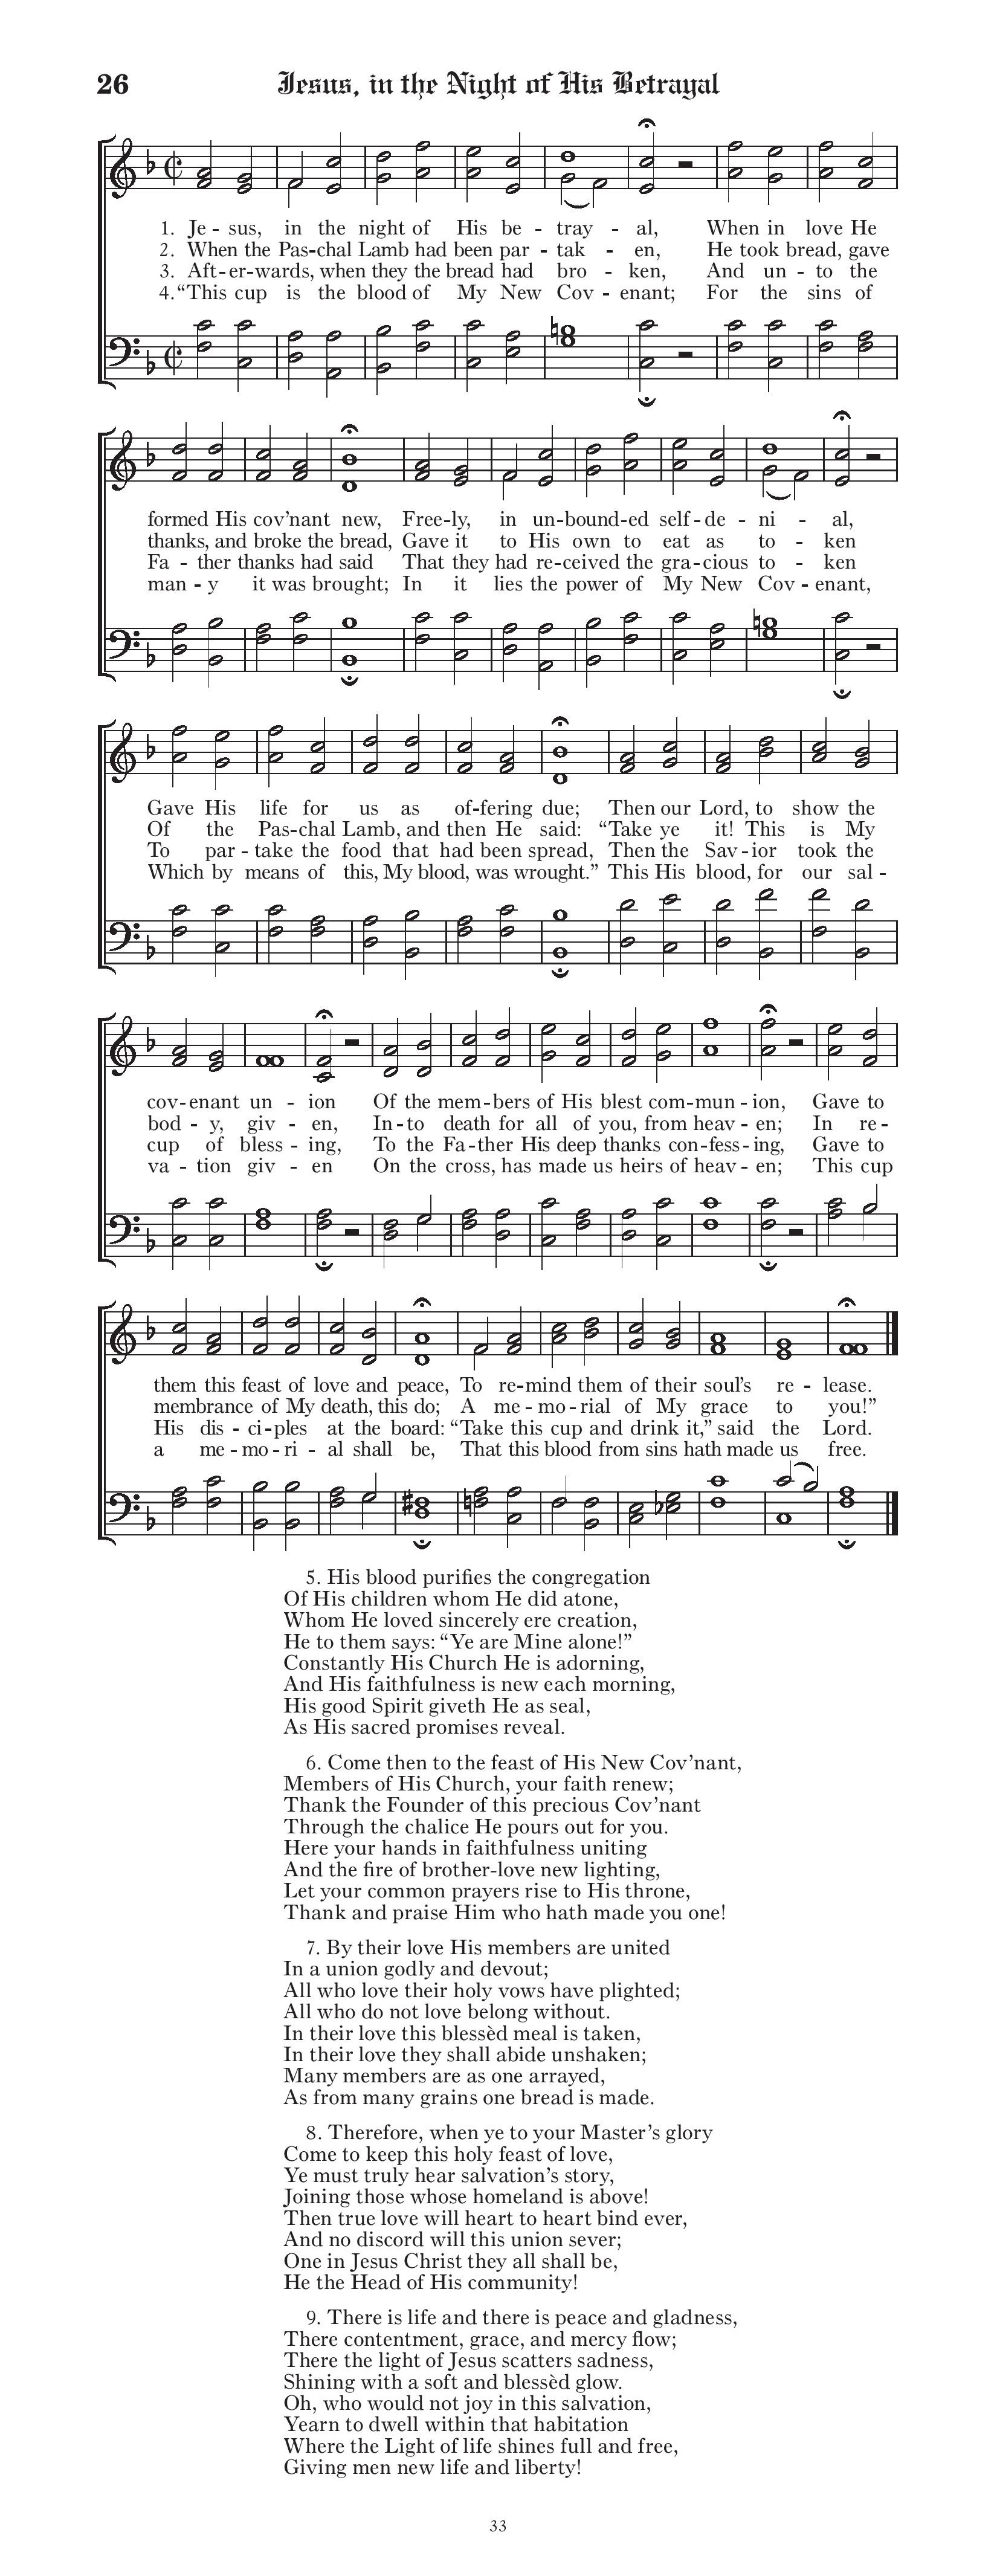 26 Jesus, in the Night of His Betrayal
1. Je - sus, in the night of His be - tray - al, When in love He
2. When the Pas-chal Lamb had been par - tak - en, He took bread, gave
3. Aft-er-wards, when they the bread had bro - ken, And un - to the
4. “This cup is the blood of My New Cov - enant; For the sins of
formed His cov’nant new, Free-ly, in un-bound-ed self-de - ni - al,
thanks, and broke the bread, Gave it to His own to eat as to - ken
Fa - ther thanks had said That they had re-ceived the gra-cious to - ken
man - y it was brought; In it lies the power of My New Cov - enant,
Gave His life for us as of-fering due; Then our Lord, to show the
Of the Pas-chal Lamb, and then He said: “Take ye it! This is My
To par - take the food that had been spread, Then the Sav-ior took the
Which by means of this, My blood, was wrought.” This His blood, for our sal -
cov-enant un - ion Of the mem-bers of His blest com-mun-ion, Gave to
bod - y, giv - en, In-to death for all of you, from heav - en; In re -
cup of bless - ing, To the Fa-ther His deep thanks con-fess-ing, Gave to
va - tion giv - en On the cross, has made us heirs of heav - en; This cup
them this feast of love and peace, To re-mind them of their soul’s re - lease.
membrance of My death, this do; A me-mo-rial of My grace to you!”
His dis - ci-ples at the board: “Take this cup and drink it,” said the Lord.
a me-mo-ri - al shall be, That this blood from sins hath made us free.
5. His blood purifies the congregation
Of His children whom He did atone,
Whom He loved sincerely ere creation,
He to them says: “Ye are Mine alone!”
Constantly His Church He is adorning,
And His faithfulness is new each morning,
His good Spirit giveth He as seal,
As His sacred promises reveal.
6. Come then to the feast of His New Cov’nant,
Members of His Church, your faith renew;
Thank the Founder of this precious Cov’nant
Through the chalice He pours out for you.
Here your hands in faithfulness uniting
And the fire of brother-love new lighting,
Let your common prayers rise to His throne,
Thank and praise Him who hath made you one!
7. By their love His members are united
In a union godly and devout;
All who love their holy vows have plighted;
All who do not love belong without.
In their love this blessèd meal is taken,
In their love they shall abide unshaken;
Many members are as one arrayed,
As from many grains one bread is made.
8. Therefore, when ye to your Master’s glory
Come to keep this holy feast of love,
Ye must truly hear salvation’s story,
Joining those whose homeland is above!
Then true love will heart to heart bind ever,
And no discord will this union sever;
One in Jesus Christ they all shall be,
He the Head of His community!
9. There is life and there is peace and gladness,
There contentment, grace, and mercy flow;
There the light of Jesus scatters sadness,
Shining with a soft and blessèd glow.
Oh, who would not joy in this salvation,
Yearn to dwell within that habitation
Where the Light of life shines full and free,
Giving men new life and liberty!
33